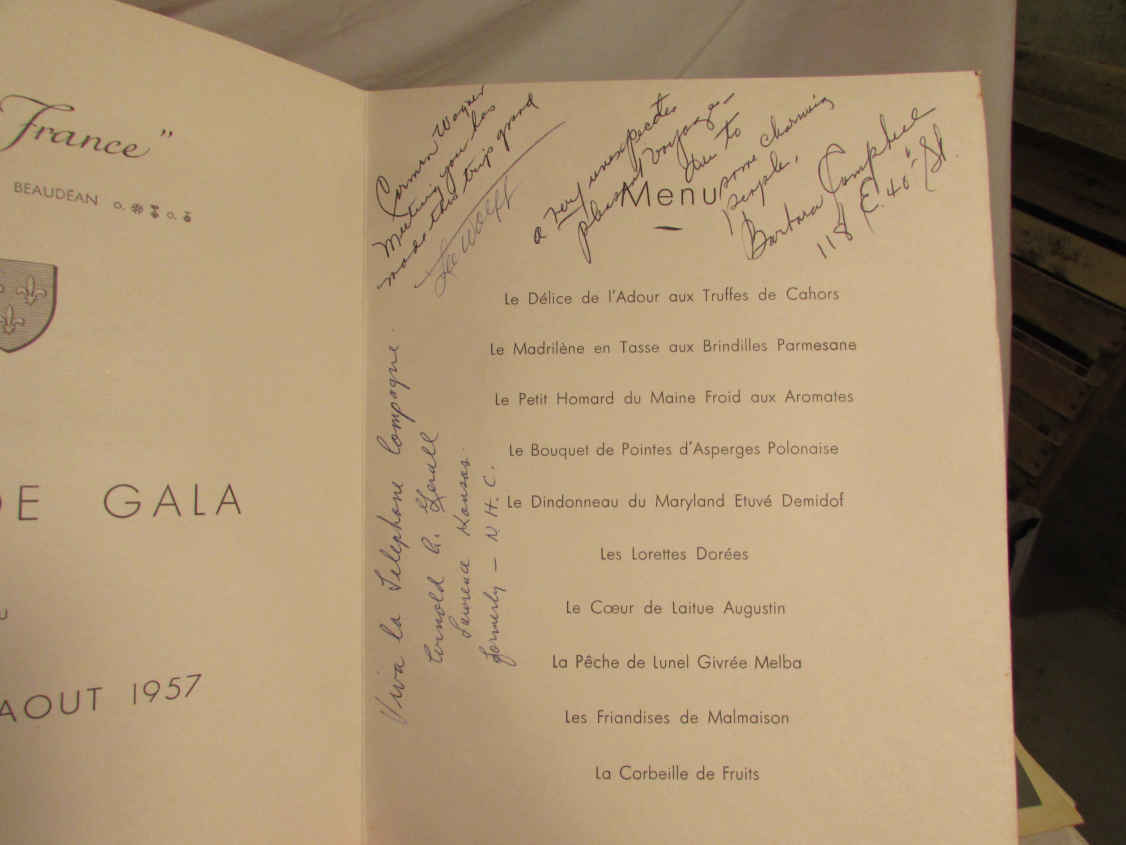 France"
BEAUDEAN
DE GALA
U
AOUT 1957
Carmen Wagner
Meeting you has
made this trip grand
a very unexpected
pleasant voyage –
due to
some charming
people.
Barbara Campbell
118 E. 40th St.
Menu
Le Délice de l'Adour aux Truffes de Cahors
Le Madrilène en Tasse aux Brindilles Parmesane
Le Petit Homard du Maine Froid aux Aromates
Le Bouquet de Pointes d'Asperges Polonaise
Le Dindonneau du Maryland Etuvé Demidof
Les Lorettes Dorées
Le Cœur de Laitue Augustin
La Pêche de Lunel Givrée Melba
Les Friandises de Malmaison
La Corbeille de Fruits
Viva la Telephone Compagne.
Arnold A.
Lawrence Kansas.
formerly – N.H.C.